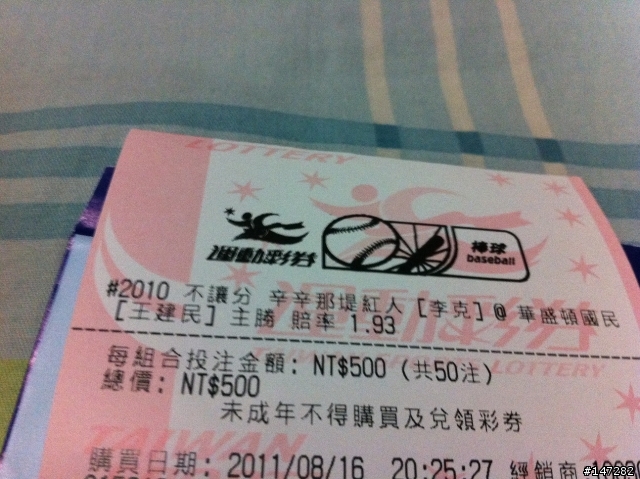 LOTTERY
運動彩券
棒球
baseball
#2010 不讓分 辛辛那堤紅人 [李克] @ 華盛頓國民
[王建民] 主勝 賠率 1.93
每組合投注金額: NT$500 (共50注)
總價: NT$500
未成年不得購買及兌領彩券
TAIWAN
購買日期: 2011/08/16 20:25:27 經銷商
#147282